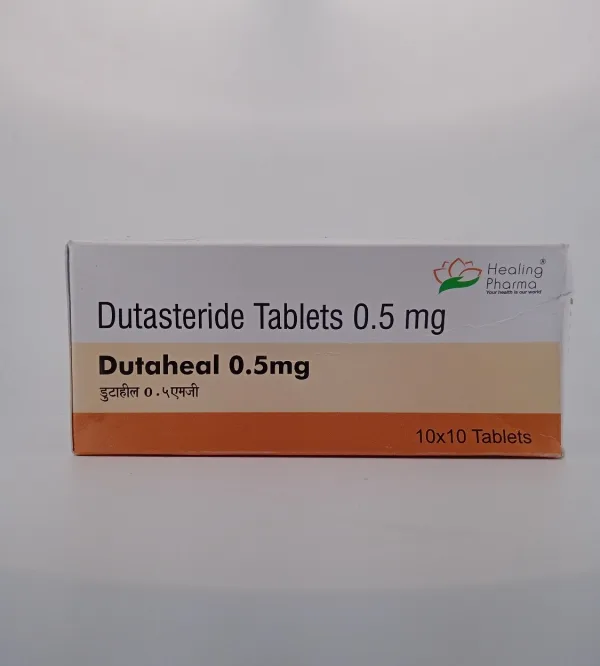 Healing®
Pharma
Your health is our world
Dutasteride Tablets 0.5 mg
Dutaheal 0.5mg
डुटाहील ०.५एमजी
10x10 Tablets